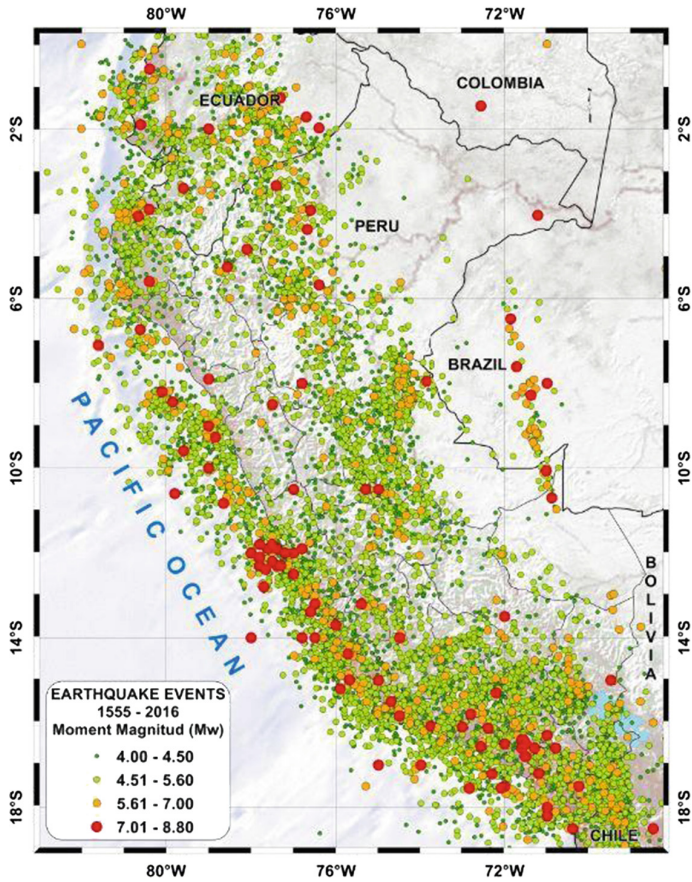 80°W 76°W 72°W
COLOMBIA
ECUADOR
2°S 2°S
PERU
6°S 6°S
BRAZIL
PACIFIC OCEAN
10°S 10°S
BOLIVIA
14°S 14°S
EARTHQUAKE EVENTS
1555 - 2016
Moment Magnitud (Mw)
4.00 - 4.50
4.51 - 5.60
5.61 - 7.00
7.01 - 8.80
18°S 18°S
CHILE
80°W 76°W 72°W